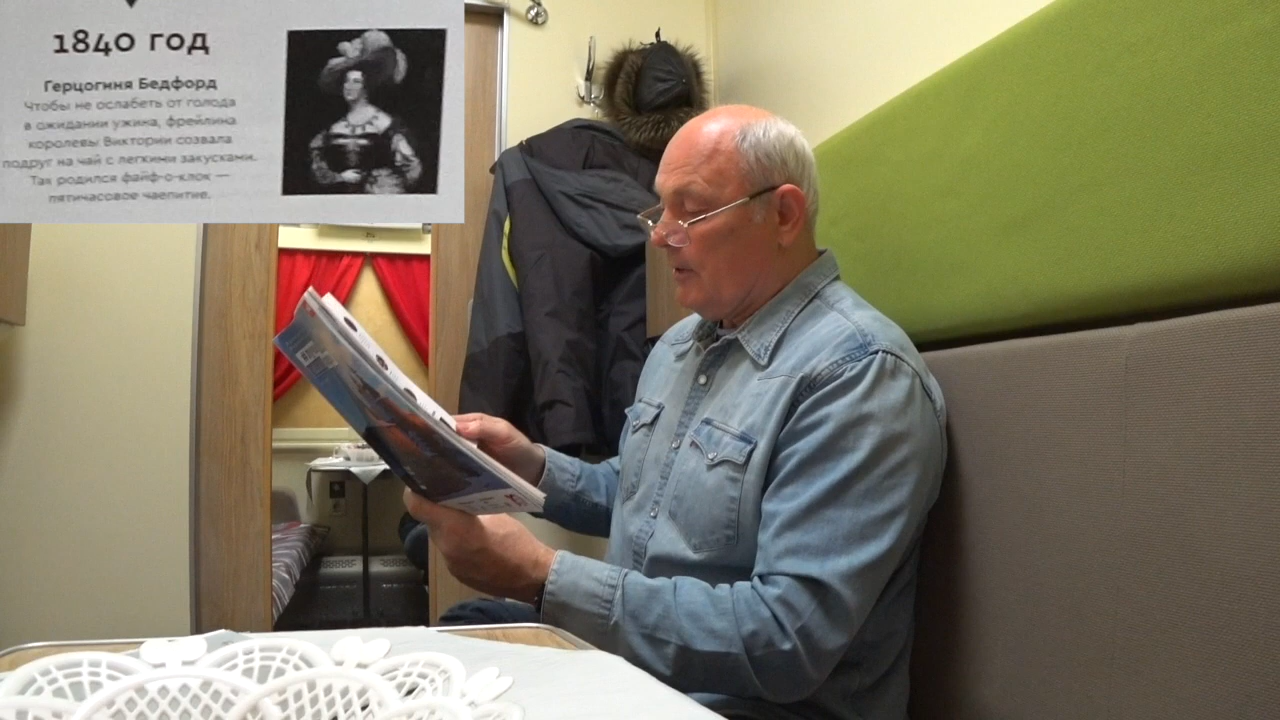 1840 год
Герцогиня Бедфорд
Чтобы не ослабеть от голода
в ожидании ужина, фрейлина
королевы Виктории созвала
подруг на чай с легкими закусками.
Так родился файф-о-клок —
пятичасовое чаепитие.